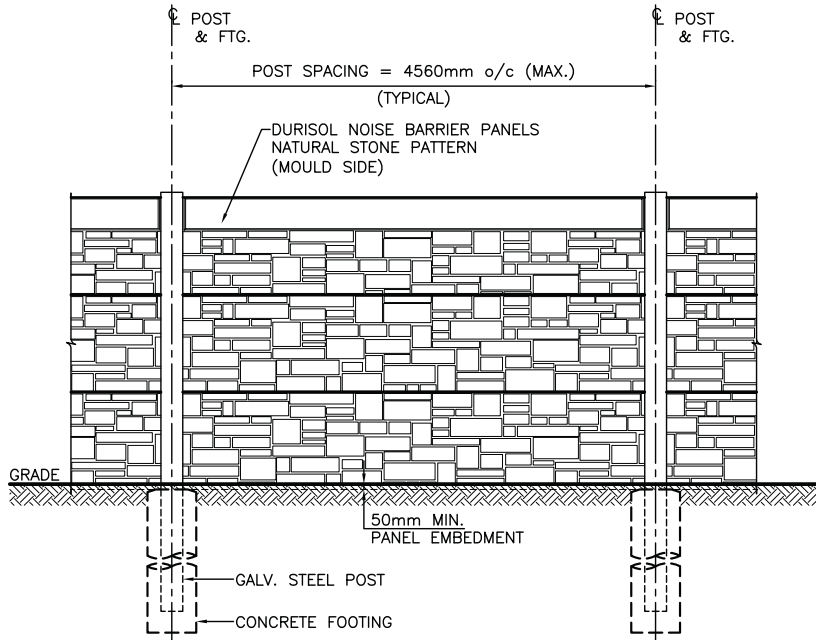 ℄ POST
& FTG.
℄ POST
& FTG.
POST SPACING = 4560mm o/c (MAX.)
(TYPICAL)
DURISOL NOISE BARRIER PANELS
NATURAL STONE PATTERN
(MOULD SIDE)
GRADE
50mm MIN.
PANEL EMBEDMENT
GALV. STEEL POST
CONCRETE FOOTING